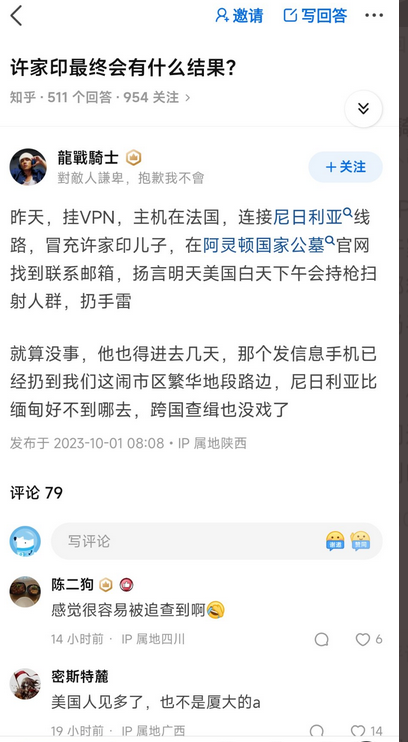 邀请 写回答
许家印最终会有什么结果?
知乎 · 511 个回答 · 954 关注 >
龍戰騎士
對敵人謙卑，抱歉我不會
+关注
昨天，挂VPN，主机在法国，连接尼日利亚线
路，冒充许家印儿子，在阿灵顿国家公墓官网
找到联系邮箱，扬言明天美国白天下午会持枪扫
射人群，扔手雷
就算没事，他也得进去几天，那个发信息手机已
经扔到我们这闹市区繁华地段路边，尼日利亚比
缅甸好不到哪去，跨国查缉也没戏了
发布于 2023-10-01 08:08 · IP 属地陕西
评论 79
写评论
陈二狗
感觉很容易被追查到啊
14 小时前 · IP 属地四川
6
密斯特麓
美国人见多了，也不是厦大的a
19 小时前 · IP 属地广西
14